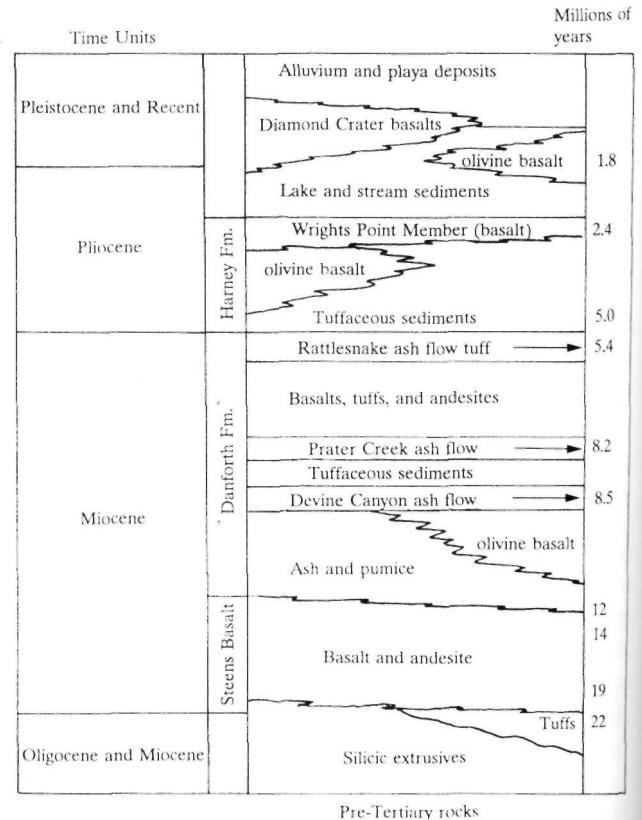 Time Units
Millions of
years
Alluvium and playa deposits
Pleistocene and Recent
Diamond Crater basalts
olivine basalt
1.8
Lake and stream sediments
Pliocene
Harney Fm.
Wrights Point Member (basalt)
2.4
olivine basalt
Tuffaceous sediments
5.0
Miocene
Danforth Fm.
Rattlesnake ash flow tuff
5.4
Basalts, tuffs, and andesites
Prater Creek ash flow
8.2
Tuffaceous sediments
Devine Canyon ash flow
8.5
olivine basalt
Ash and pumice
Steens Basalt
12
14
Basalt and andesite
19
Tuffs
22
Oligocene and Miocene
Silicic extrusives
Pre-Tertiary rocks